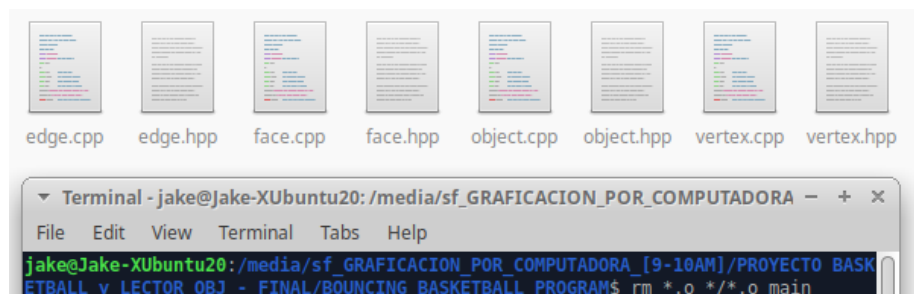 edge.cpp edge.hpp face.cpp face.hpp object.cpp object.hpp vertex.cpp vertex.hpp
Terminal - jake@Jake-XUbuntu20: /media/sf_GRAFICACION_POR_COMPUTADORA
File Edit View Terminal Tabs Help
jake@Jake-XUbuntu20:/media/sf_GRAFICACION_POR_COMPUTADORA_[9-10AM]/PROYECTO BASK
ETBALL y LECTOR OBJ - FINAL/BOUNCING BASKETBALL PROGRAM$ rm *.o */*.o main